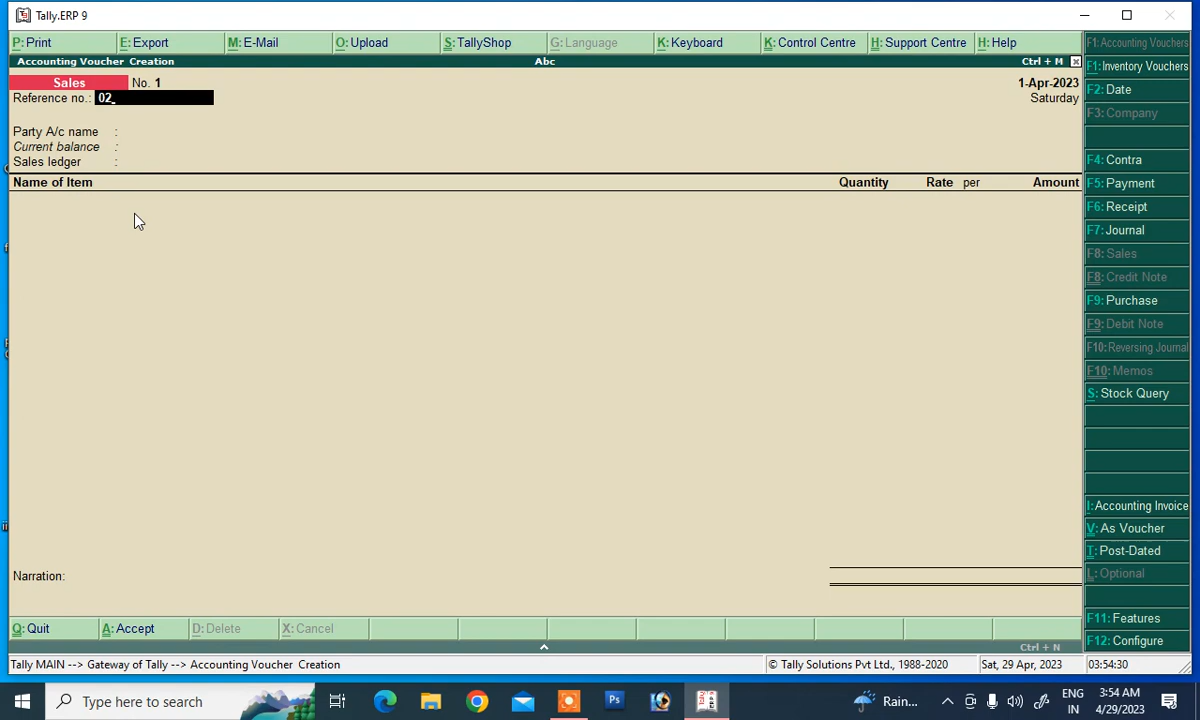 Tally.ERP 9
P: Print E: Export M: E-Mail O: Upload S: TallyShop G: Language K: Keyboard K: Control Centre H: Support Centre H: Help
Accounting Voucher Creation Abc Ctrl + M
Sales No. 1 1-Apr-2023
Reference no.: 02_ Saturday
Party A/c name :
Current balance :
Sales ledger :
Name of Item Quantity Rate per Amount
Narration:
F1: Accounting Vouchers
F1: Inventory Vouchers
F2: Date
F3: Company
F4: Contra
F5: Payment
F6: Receipt
F7: Journal
F8: Sales
F8: Credit Note
F9: Purchase
F9: Debit Note
F10: Reversing Journal
F10: Memos
S: Stock Query
I: Accounting Invoice
V: As Voucher
T: Post-Dated
L: Optional
F11: Features
F12: Configure
Q: Quit A: Accept D: Delete X: Cancel
Ctrl + N
Tally MAIN --> Gateway of Tally --> Accounting Voucher Creation © Tally Solutions Pvt Ltd., 1988-2020 Sat, 29 Apr, 2023 03:54:30
Type here to search Ps Rain... ENG 3:54 AM
IN 4/29/2023